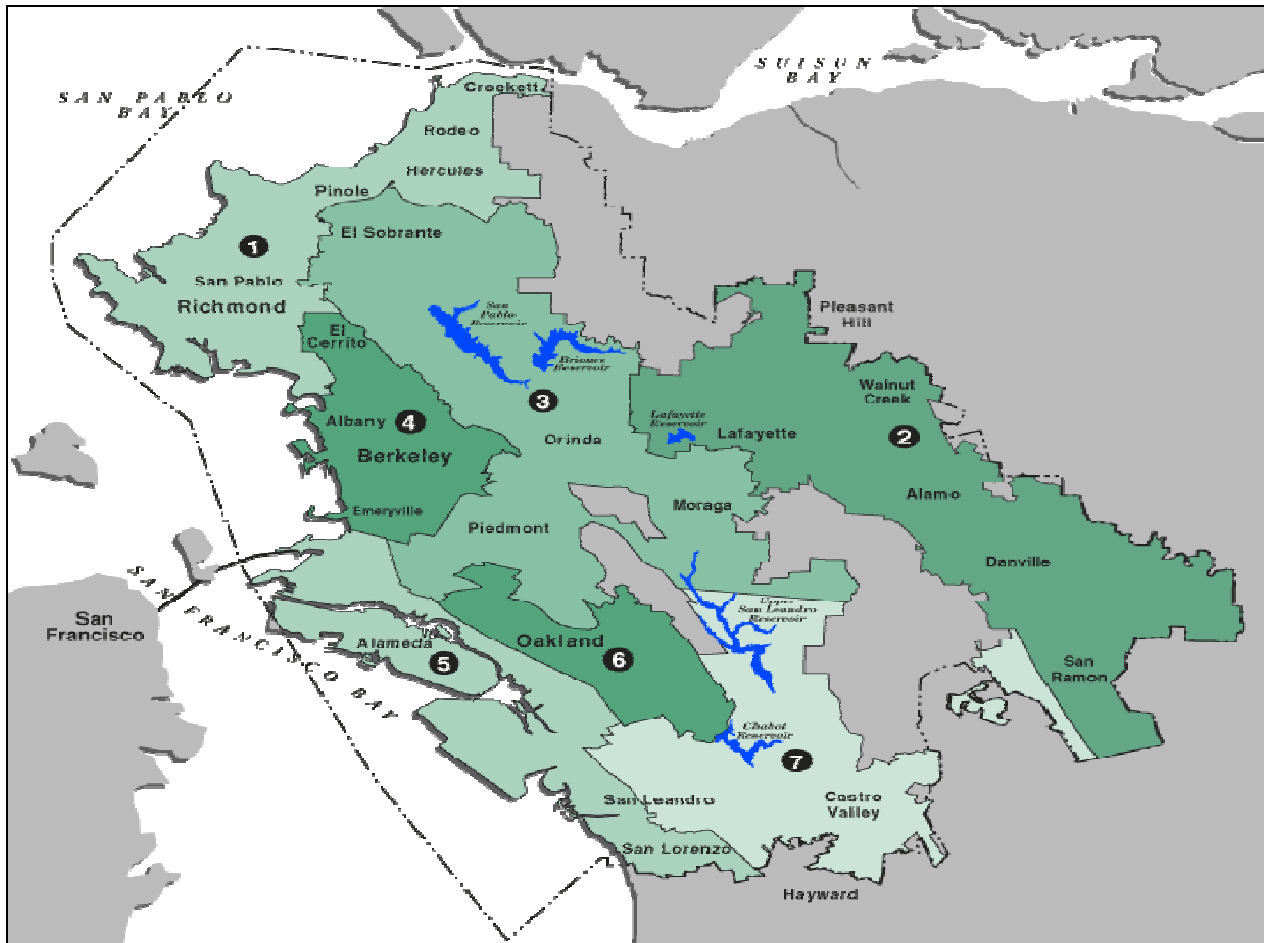 SUISUN
BAY
SAN PABLO
BAY
Crockett
Rodeo
Hercules
Pinole
El Sobrante
1
San Pablo
Richmond
San
Pablo
Reservoir
Pleasant
Hill
El
Cerrito
Briones
Reservoir
Walnut
Creek
3
Albany
4
Lafayette
Reservoir
Lafayette
2
Orinda
Berkeley
Alamo
Emeryville
Moraga
Piedmont
Danville
SAN FRANCISCO BAY
San
Francisco
Upper
San Leandro
Reservoir
Alameda
5
Oakland
6
San
Ramon
Chabot
Reservoir
7
San Leandro
Castro
Valley
San Lorenzo
Hayward